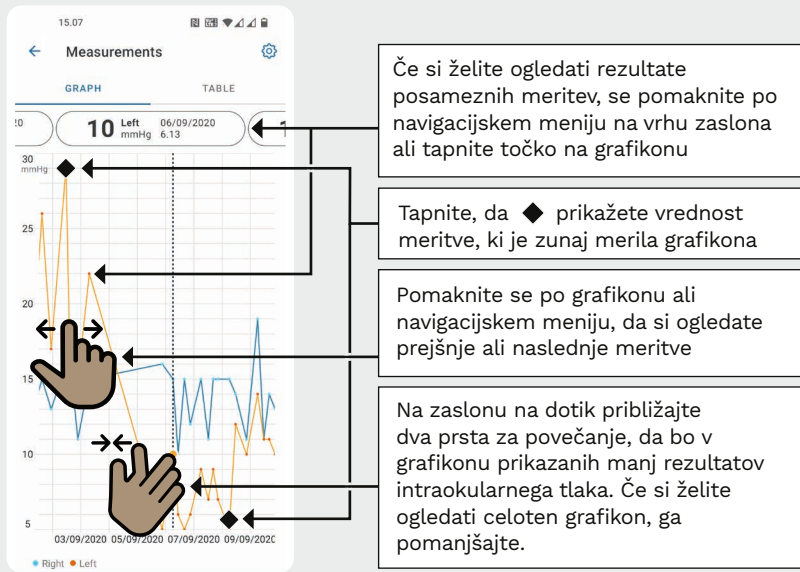 15.07
Measurements
GRAPH TABLE
20
10 Left 06/09/2020
mmHg 6.13
1
30
mmHg
25
20
15
10
5
03/09/2020 05/09/2020 07/09/2020 09/09/2020
Right Left
Če si želite ogledati rezultate
posameznih meritev, se pomaknite po
navigacijskem meniju na vrhu zaslona
ali tapnite točko na grafikonu
Tapnite, da ◆ prikažete vrednost
meritve, ki je zunaj merila grafikona
Pomaknite se po grafikonu ali
navigacijskem meniju, da si ogledate
prejšnje ali naslednje meritve
Na zaslonu na dotik približajte
dva prsta za povečanje, da bo v
grafikonu prikazanih manj rezultatov
intraokularnega tlaka. Če si želite
ogledati celoten grafikon, ga
pomanjšajte.